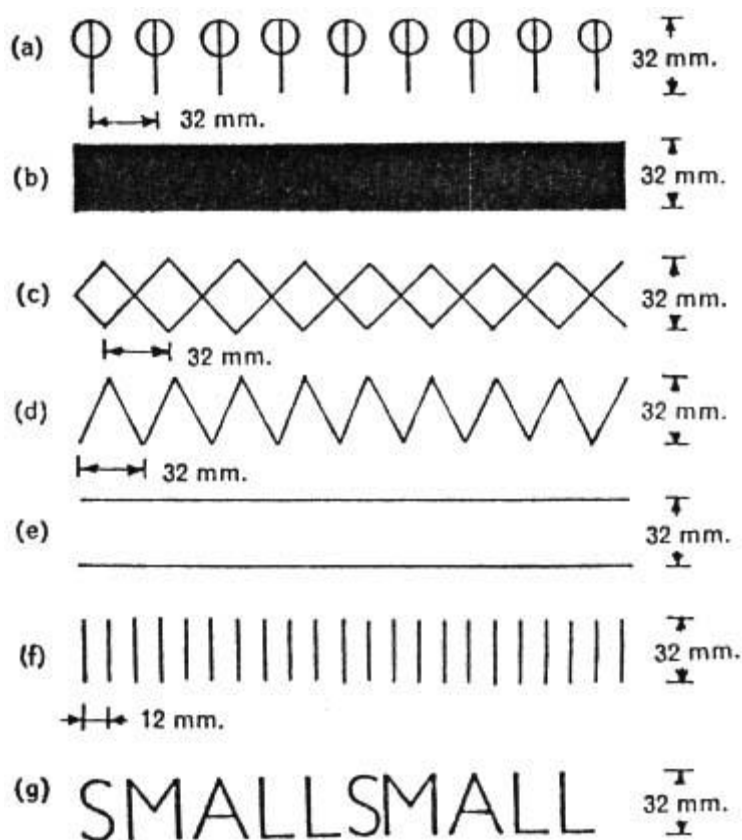 (a) 32 mm.
32 mm.
(b) 32 mm.
(c) 32 mm.
32 mm.
(d) 32 mm.
32 mm.
(e) 32 mm.
(f) 32 mm.
12 mm.
(g) SMALLSMALL 32 mm.